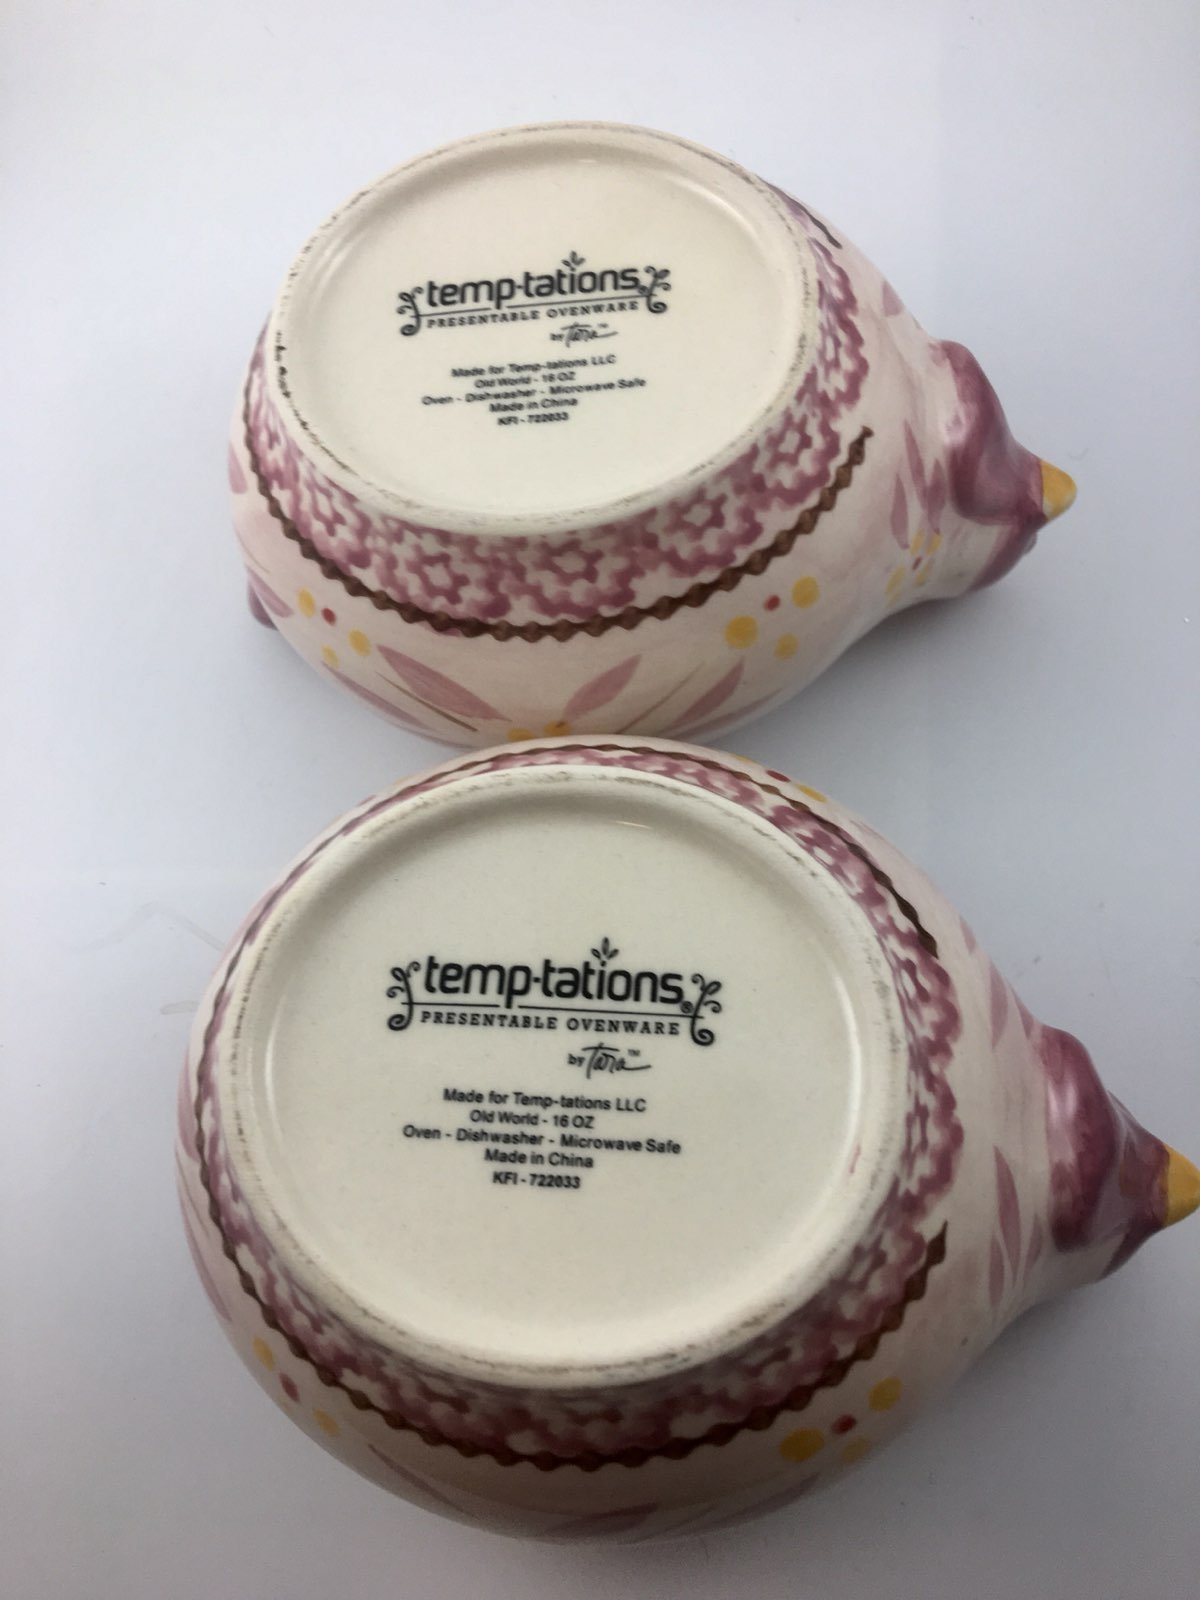 temp-tations®
PRESENTABLE OVENWARE
by Tara™
Made for Temp-tations LLC
Old World - 16 OZ
Oven - Dishwasher - Microwave Safe
Made in China
KFI - 722033
temp-tations®
PRESENTABLE OVENWARE
by Tara™
Made for Temp-tations LLC
Old World - 16 OZ
Oven - Dishwasher - Microwave Safe
Made in China
KFI - 722033